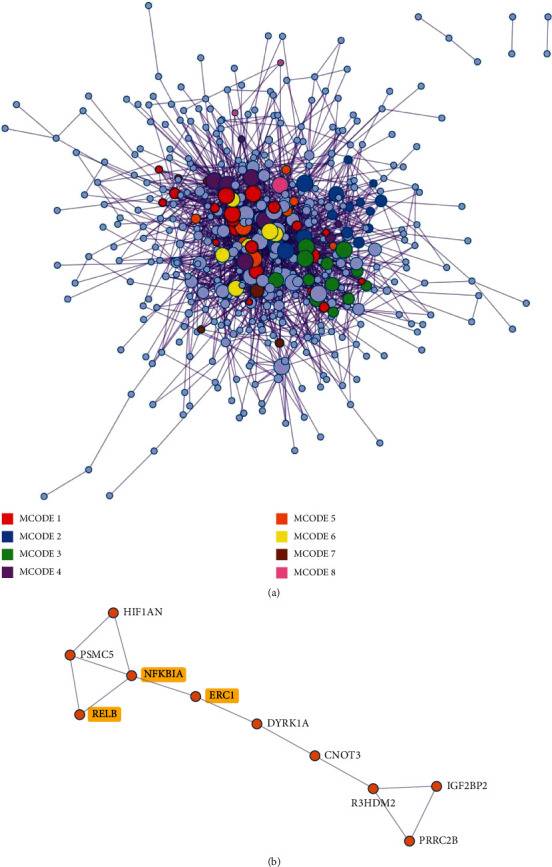 MCODE 1
MCODE 2
MCODE 3
MCODE 4
MCODE 5
MCODE 6
MCODE 7
MCODE 8
(a)
HIF1AN
PSMC5
NFKBIA
ERC1
RELB
DYRK1A
CNOT3
R3HDM2
IGF2BP2
PRRC2B
(b)